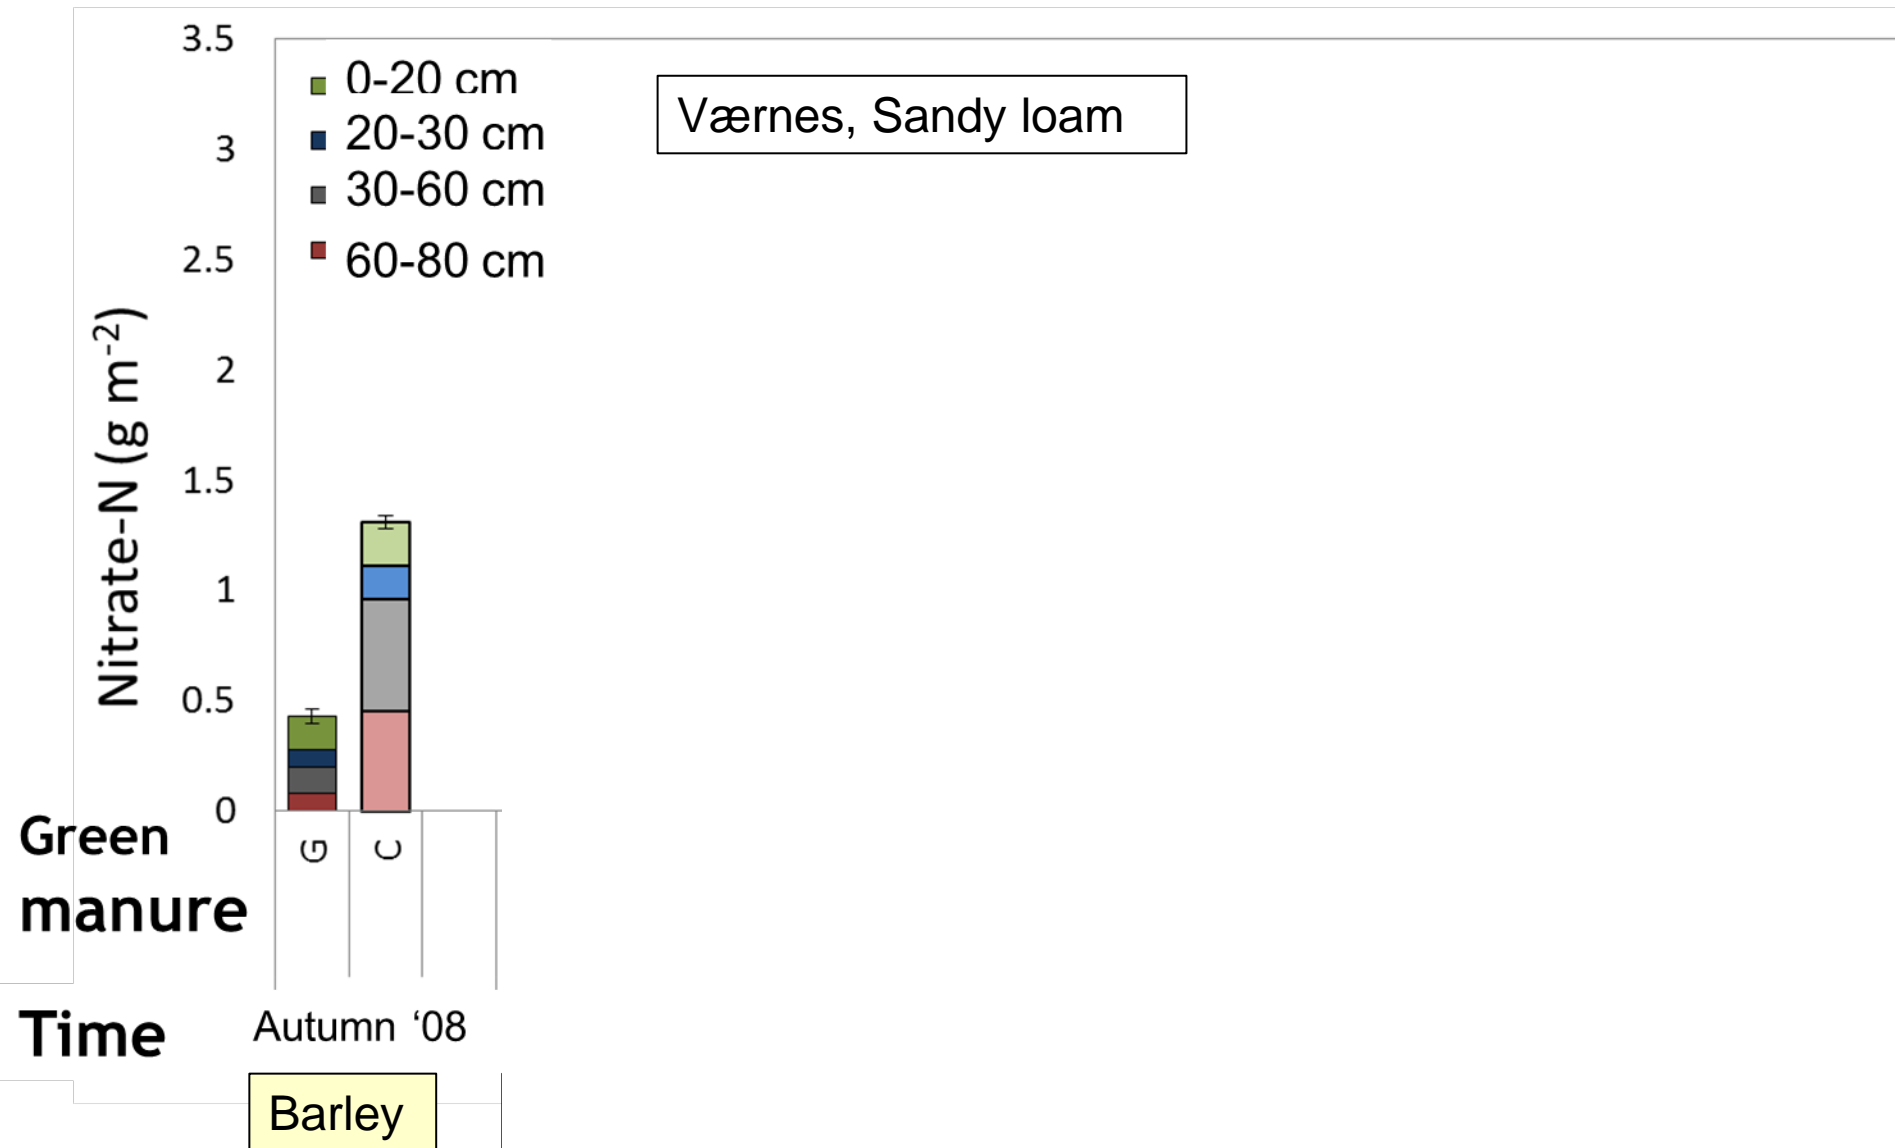 3.5
0-20 cm
Værnes, Sandy loam
20-30 cm
3
30-60 cm
2.5
60-80 cm
Nitrate-N (g m-2)
2
1.5
1
0.5
0
Green
manure
G
C
Time
Autumn ‘08
Barley